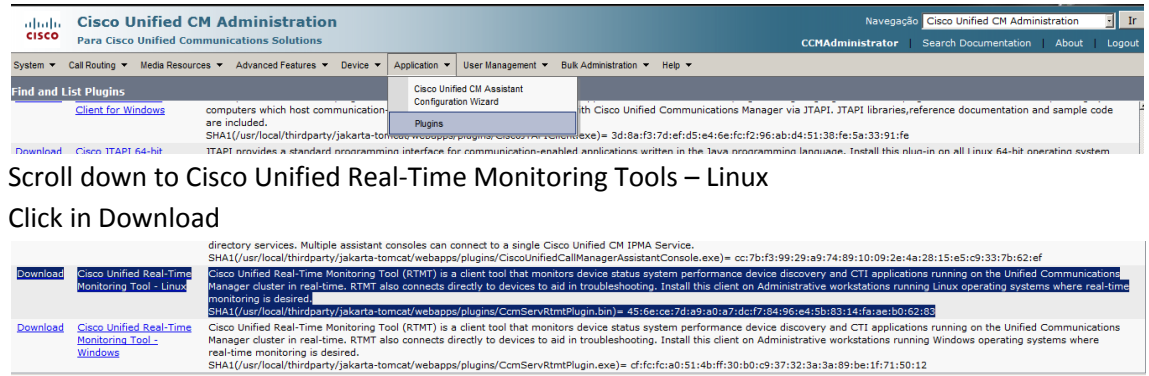 cisco
Cisco Unified CM Administration
Para Cisco Unified Communications Solutions
Navegação Cisco Unified CM Administration Ir
CCMAdministrator | Search Documentation | About | Logout
System Call Routing Media Resources Advanced Features Device Application User Management Bulk Administration Help
Find and List Plugins
Cisco Unified CM Assistant
Configuration Wizard
Plugins
Client for Windows
computers which host communication- th Cisco Unified Communications Manager via JTAPI. JTAPI libraries,reference documentation and sample code
are included.
SHA1(/usr/local/thirdparty/jakarta-tomcat/webapps/plugins/CiscoJTAPIClient.exe)= 3d:8a:f3:7d:ef:d5:e4:6e:fc:f2:96:ab:d4:51:38:fe:5a:33:91:fe
Download Cisco JTAPI 64-bit JTAPI provides a standard programming interface for communication-enabled applications written in the Java programming language. Install this plug-in on all Linux 64-bit operating system
Scroll down to Cisco Unified Real-Time Monitoring Tools – Linux
Click in Download
directory services. Multiple assistant consoles can connect to a single Cisco Unified CM IPMA Service.
SHA1(/usr/local/thirdparty/jakarta-tomcat/webapps/plugins/CiscoUnifiedCallManagerAssistantConsole.exe)= cc:7b:f3:99:29:a9:74:89:10:09:2e:4a:28:15:e5:c9:33:7b:62:ef
Download Cisco Unified Real-Time Cisco Unified Real-Time Monitoring Tool (RTMT) is a client tool that monitors device status system performance device discovery and CTI applications running on the Unified Communications
Monitoring Tool - Linux Manager cluster in real-time. RTMT also connects directly to devices to aid in troubleshooting. Install this client on Administrative workstations running Linux operating systems where real-time
monitoring is desired.
SHA1(/usr/local/thirdparty/jakarta-tomcat/webapps/plugins/CcmServRtmtPlugin.bin)= 45:6e:ce:7d:a9:a0:a7:dc:f7:84:96:e4:5b:83:14:fa:ae:b0:62:83
Download Cisco Unified Real-Time Cisco Unified Real-Time Monitoring Tool (RTMT) is a client tool that monitors device status system performance device discovery and CTI applications running on the Unified Communications
Monitoring Tool - Manager cluster in real-time. RTMT also connects directly to devices to aid in troubleshooting. Install this client on Administrative workstations running Windows operating systems where
Windows real-time monitoring is desired.
SHA1(/usr/local/thirdparty/jakarta-tomcat/webapps/plugins/CcmServRtmtPlugin.exe)= cf:fc:fc:a0:51:4b:ff:30:b0:c9:37:32:3a:3a:89:be:1f:71:50:12